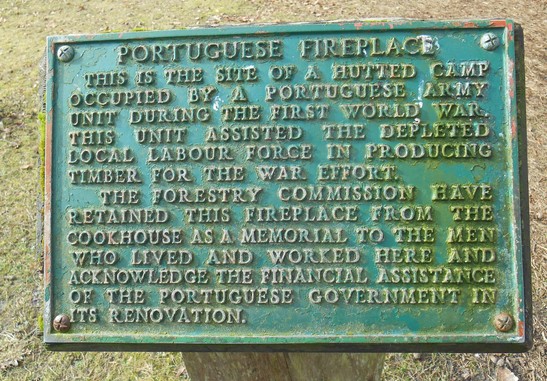 PORTUGUESE FIREPLACE
THIS IS THE SITE OF A HUTTED CAMP
OCCUPIED BY A PORTUGUESE ARMY
UNIT DURING THE FIRST WORLD WAR.
THIS UNIT ASSISTED THE DEPLETED
LOCAL LABOUR FORCE IN PRODUCING
TIMBER FOR THE WAR EFFORT.
THE FORESTRY COMMISSION HAVE
RETAINED THIS FIREPLACE FROM THE
COOKHOUSE AS A MEMORIAL TO THE MEN
WHO LIVED AND WORKED HERE AND
ACKNOWLEDGE THE FINANCIAL ASSISTANCE
OF THE PORTUGUESE GOVERNMENT IN
ITS RENOVATION.